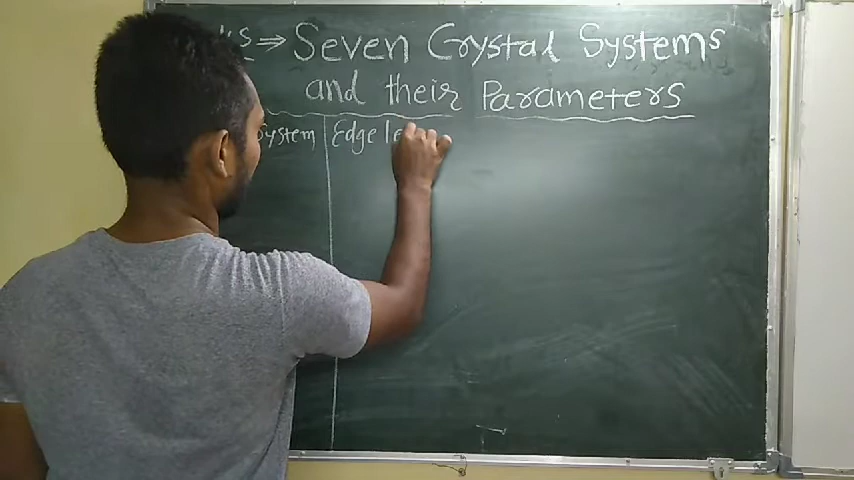 ⇒ Seven Crystal Systems
and their Parameters
System Edge le